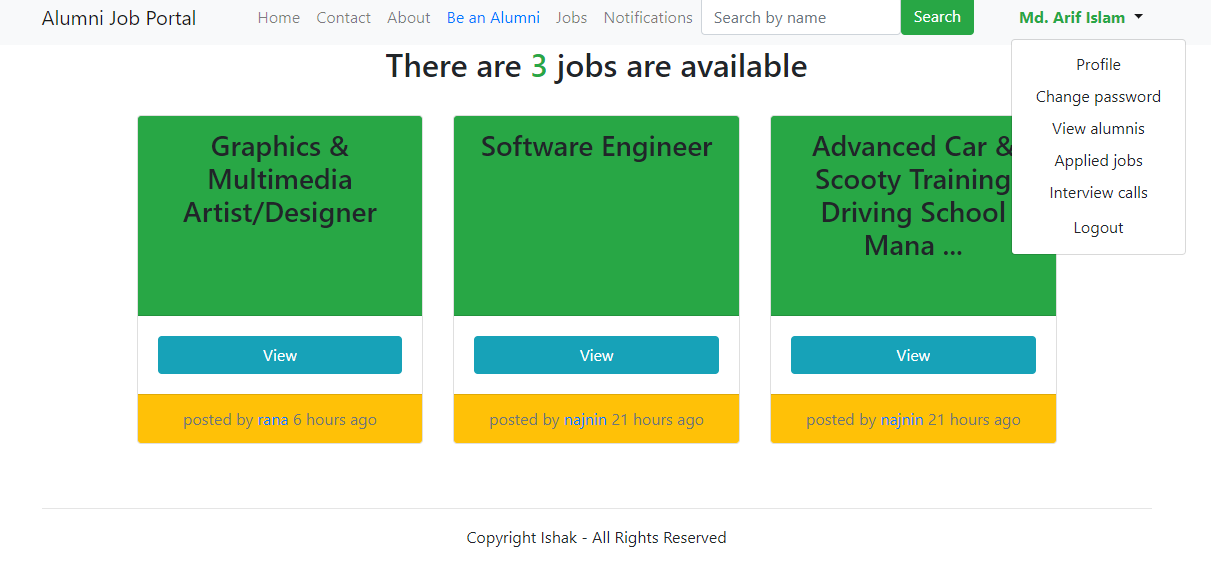 Alumni Job Portal Home Contact About Be an Alumni Jobs Notifications Search by name Search Md. Arif Islam
Profile
Change password
View alumnis
Applied jobs
Interview calls
Logout
There are 3 jobs are available
Graphics &
Multimedia
Artist/Designer
View
posted by rana 6 hours ago
Software Engineer
View
posted by najnin 21 hours ago
Advanced Car &
Scooty Training
Driving School
Mana ...
View
posted by najnin 21 hours ago
Copyright Ishak - All Rights Reserved